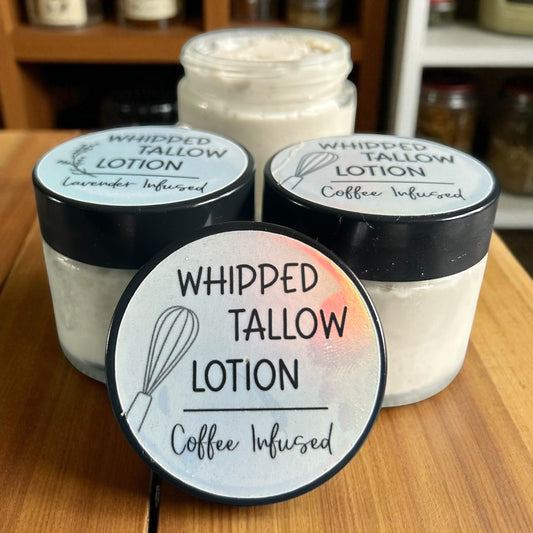 WHIPPED
TALLOW
LOTION
Lavender Infused
WHIPPED
TALLOW
LOTION
Coffee Infused
WHIPPED
TALLOW
LOTION
Coffee Infused